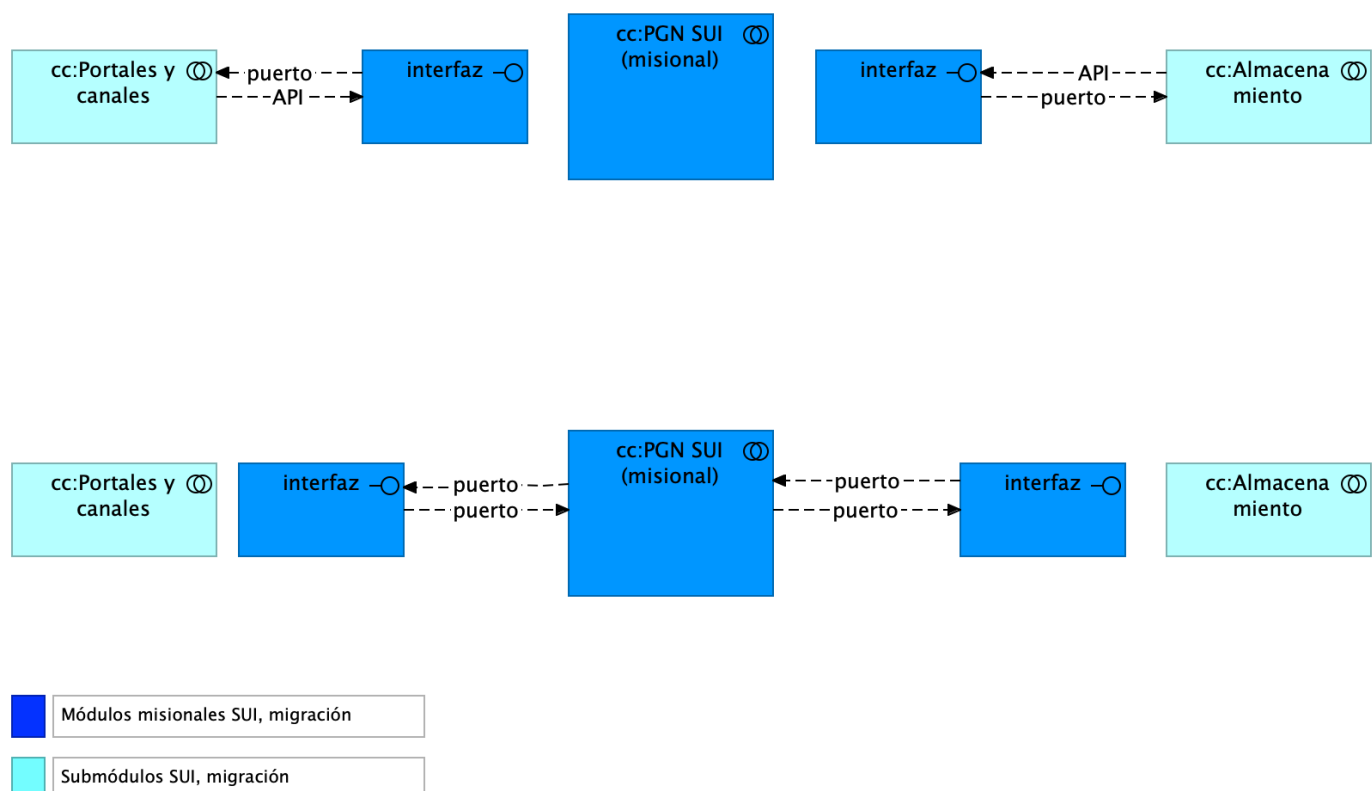 cc:PGN SUI
(misional)
cc:Portales y
canales
puerto
API
interfaz
interfaz
API
puerto
cc:Almacena
miento
cc:PGN SUI
(misional)
cc:Portales y
canales
interfaz
puerto
puerto
puerto
puerto
interfaz
cc:Almacena
miento
Módulos misionales SUI, migración
Submódulos SUI, migración